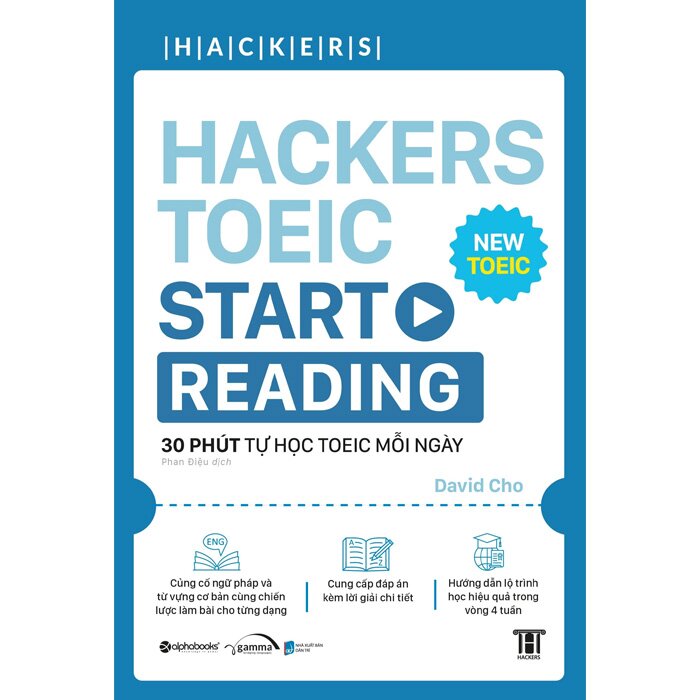 |H|A|C|K|E|R|S|
HACKERS
TOEIC
NEW
TOEIC
START
READING
30 PHÚT TỰ HỌC TOEIC MỖI NGÀY
Phan Điệu dịch
David Cho
ENG
Củng cố ngữ pháp và
từ vựng cơ bản cùng chiến
lược làm bài cho từng dạng
A
Z
Cung cấp đáp án
kèm lời giải chi tiết
Hướng dẫn lộ trình
học hiệu quả trong
vòng 4 tuần
alphabooks
gamma
NHÀ XUẤT BẢN
DÂN TRÍ
H
HACKERS